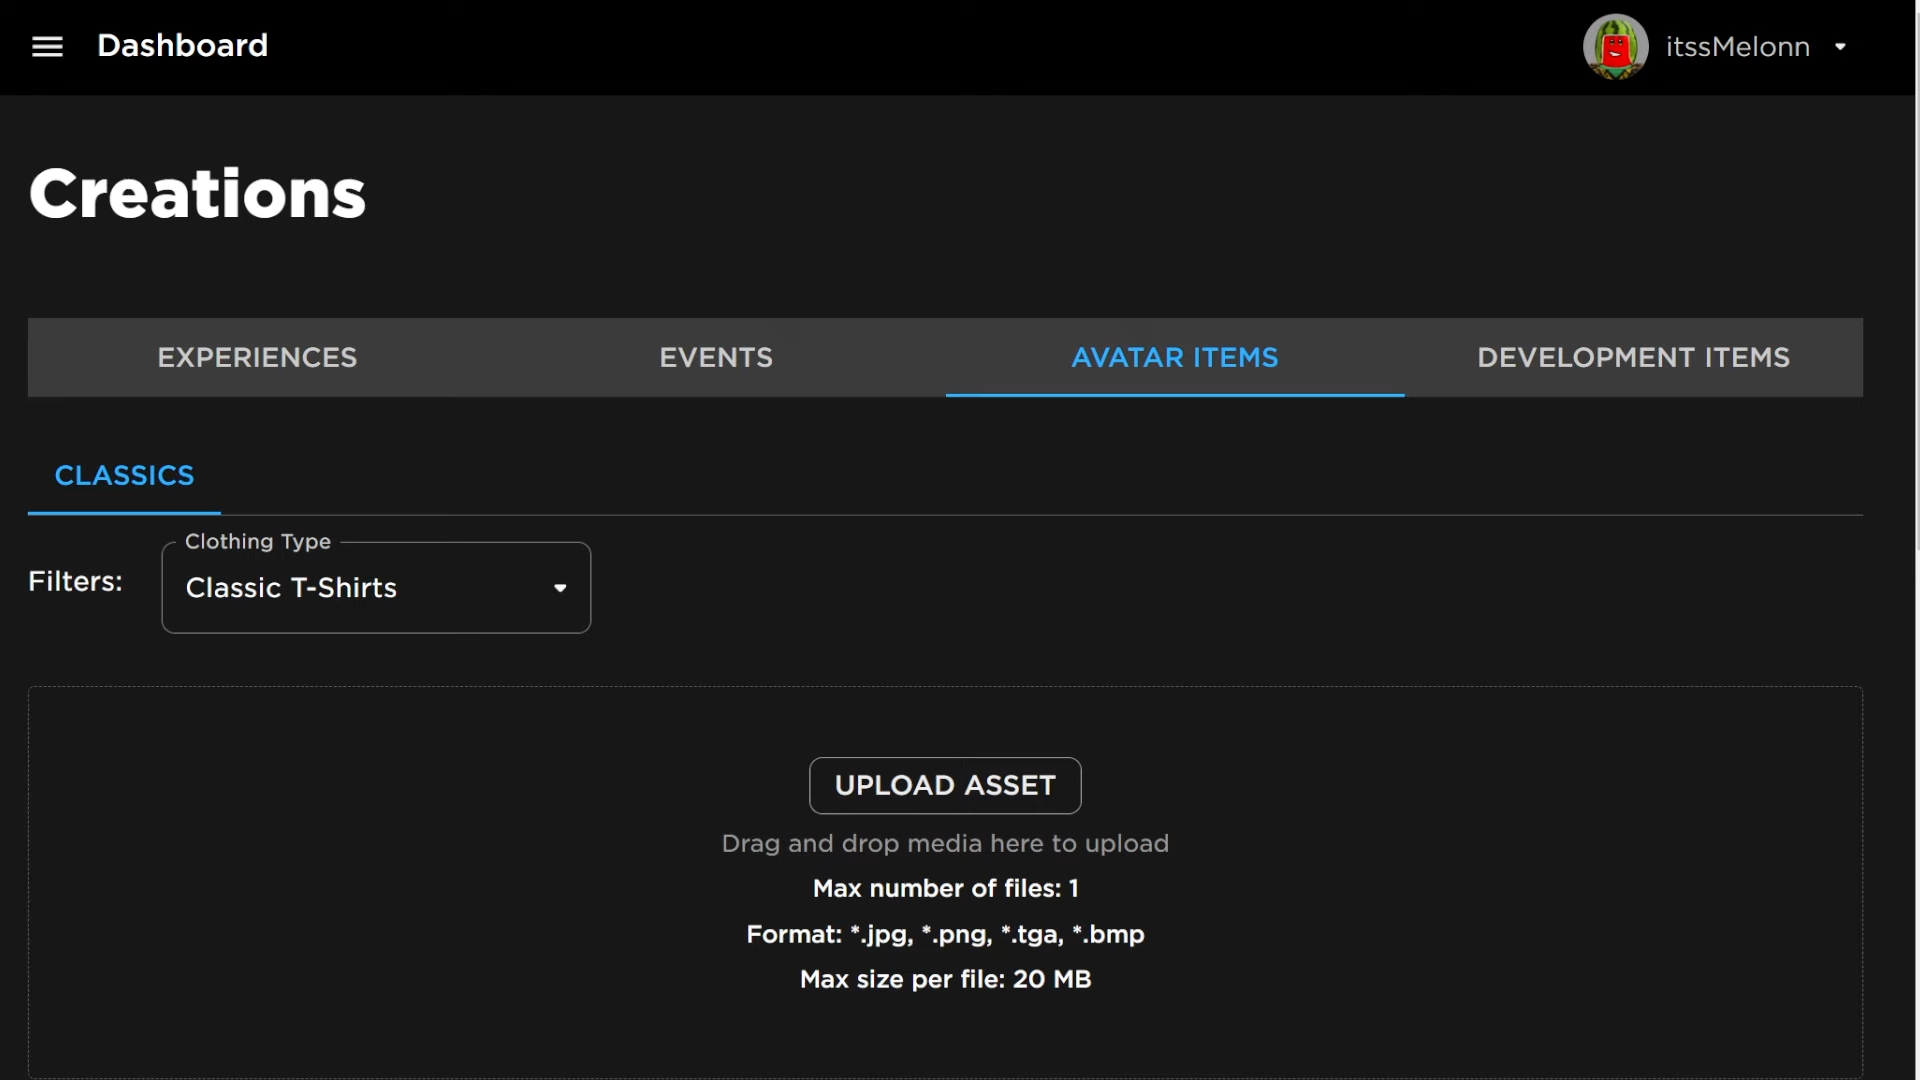 Dashboard
itssMelonn
Creations
EXPERIENCES
EVENTS
AVATAR ITEMS
DEVELOPMENT ITEMS
CLASSICS
Filters:
Clothing Type
Classic T-Shirts
UPLOAD ASSET
Drag and drop media here to upload
Max number of files: 1
Format: *.jpg, *.png, *.tga, *.bmp
Max size per file: 20 MB